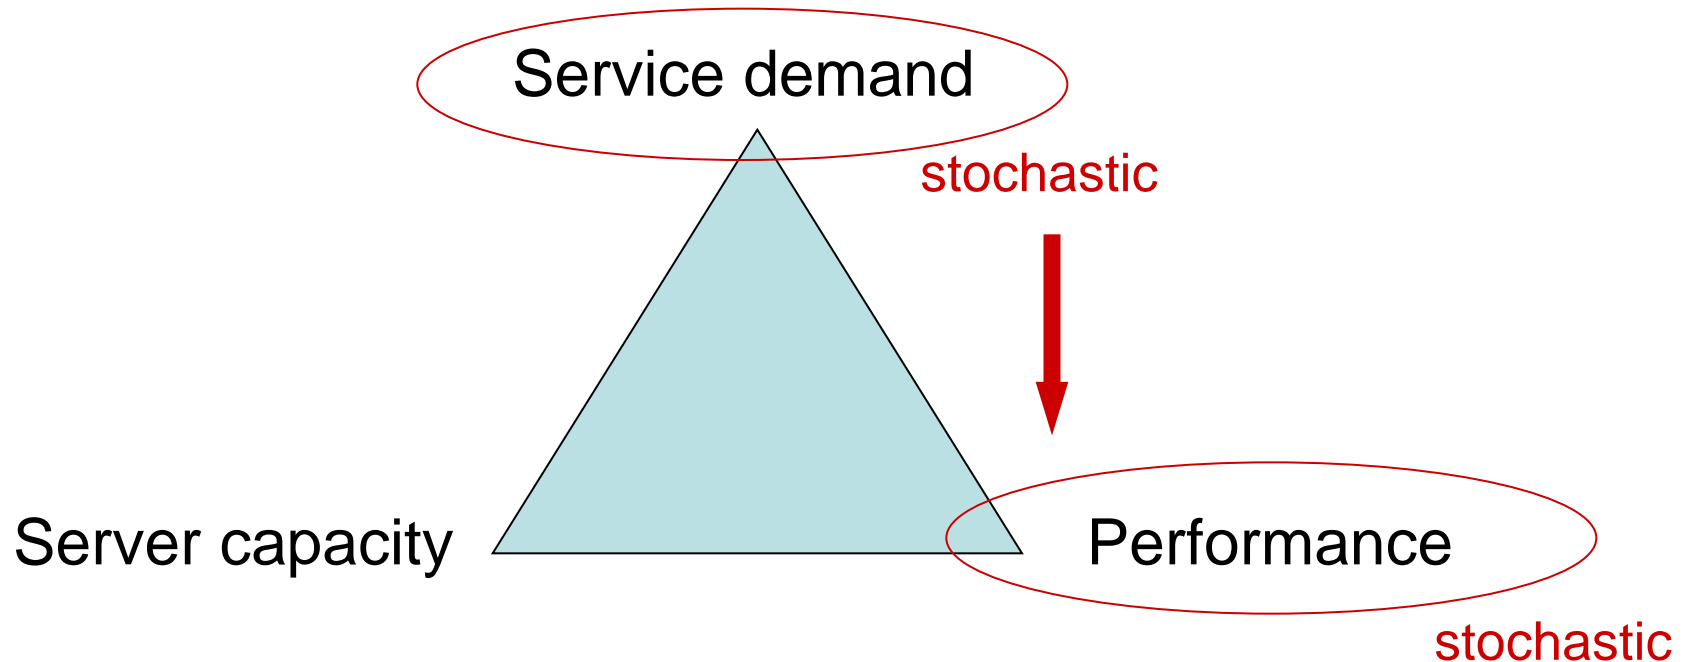 Service demand
stochastic
Server capacity
Performance
stochastic